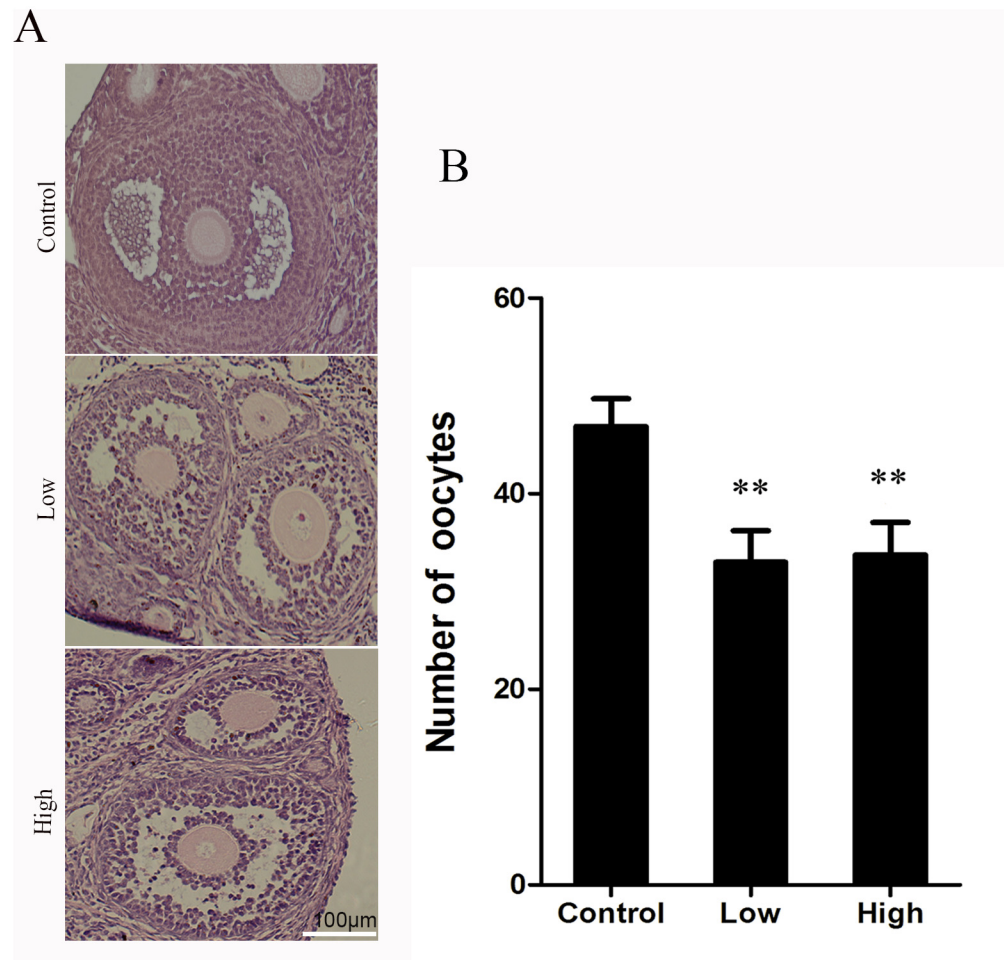 A
Control
Low
High
100µm
B
Number of oocytes
60
40
20
0
**
**
Control
Low
High